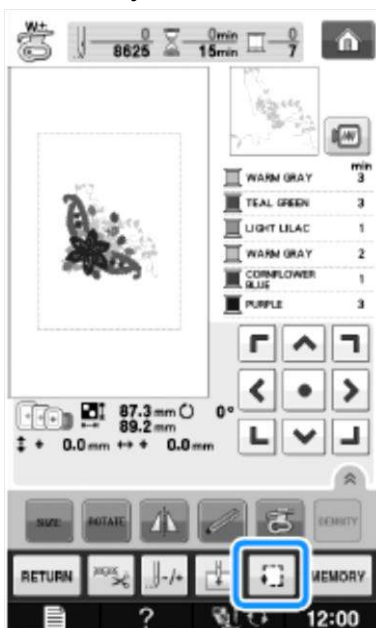 W+
0 0min 0
8625 15min 7
min
WARM GRAY 3
TEAL GREEN 3
LIGHT LILAC 1
WARM GRAY 2
CORNFLOWER BLUE 1
PURPLE 3
87.3 mm 0°
89.2 mm
+ 0.0 mm + 0.0 mm
SIZE ROTATE DENSITY
RETURN -/+ MEMORY
? 12:00